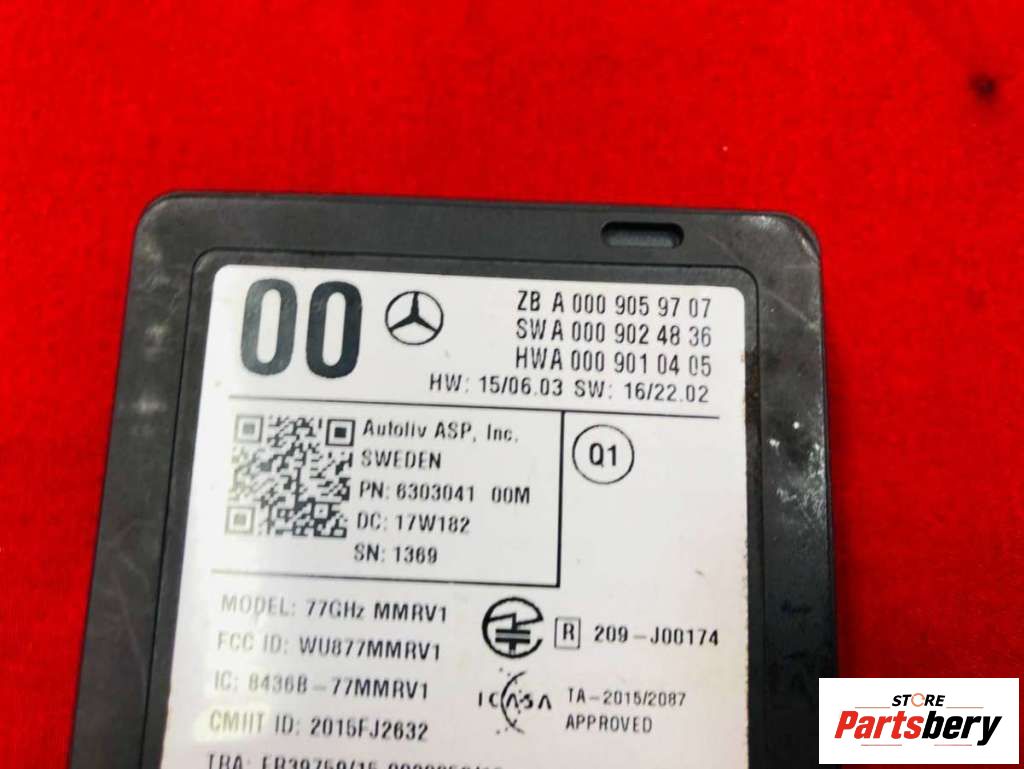 00
ZB A 000 905 97 07
SW A 000 902 48 36
HW A 000 901 04 05
HW: 15/06.03 SW: 16/22.02
Autoliv ASP, Inc.
SWEDEN
PN: 6303041 00M
DC: 17W182
SN: 1369
Q1
MODEL: 77GHz MMRV1
FCC ID: WU877MMRV1
IC: 8436B-77MMRV1
CMIIT ID: 2015FJ2632
R 209-J00174
ICASA
TA-2015/2087
APPROVED
TRA:
STORE
Partsbery